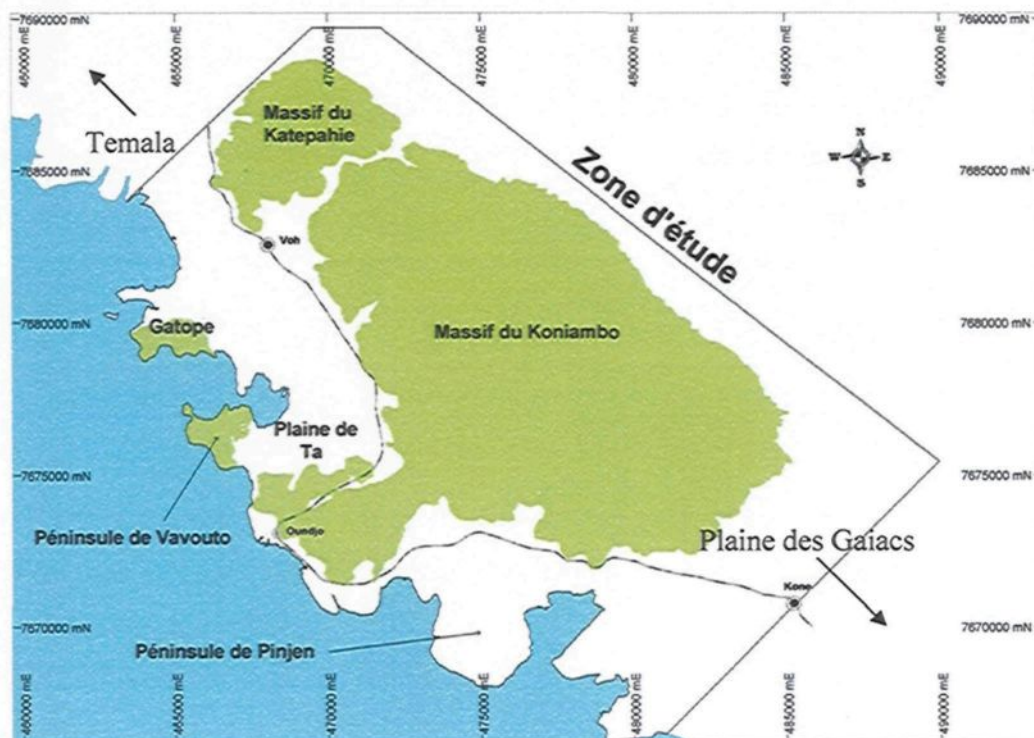 7690000 mN
460000 mE
465000 mE
470000 mE
475000 mE
480000 mE
485000 mE
490000 mE
7690000 mN
Temala
Massif du
Katepahie
Zone d'étude
N
W
E
S
7685000 mN
7685000 mN
Voh
7680000 mN
Gatope
Massif du Koniambo
7680000 mN
Plaine de
Ta
7675000 mN
7675000 mN
Péninsule de Vavouto
Oundjo
Plaine des Gaïacs
Kone
7670000 mN
7670000 mN
Péninsule de Pinjen
460000 mE
465000 mE
470000 mE
475000 mE
480000 mE
485000 mE
490000 mE